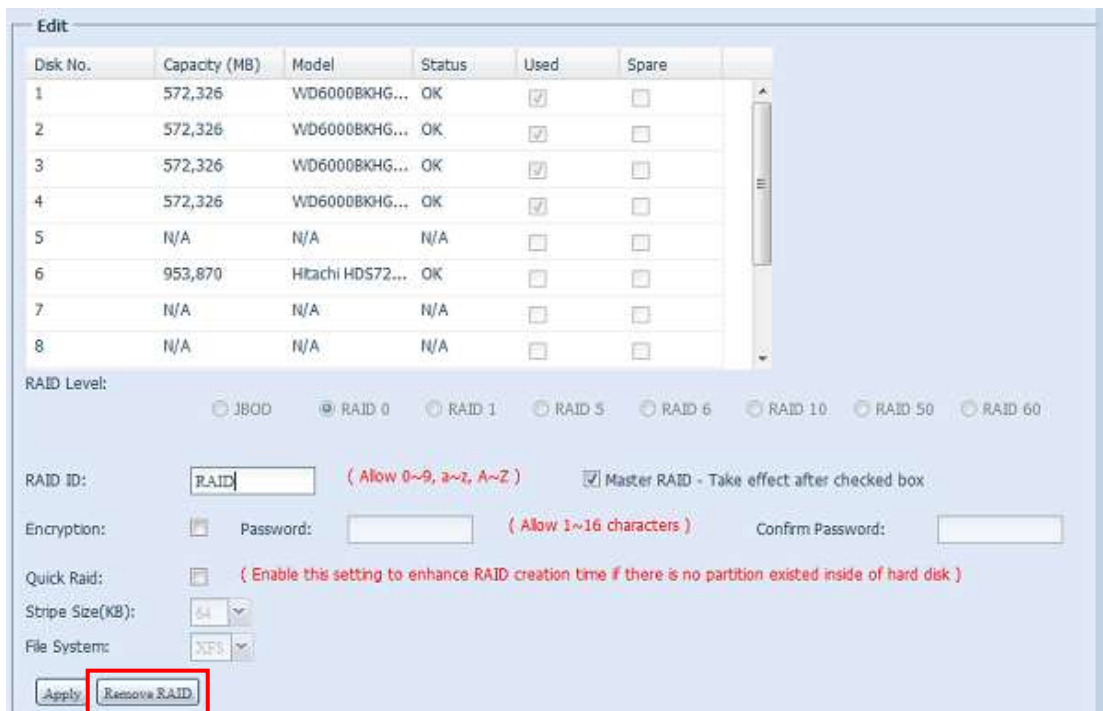 Edit
Disk No. Capacity (MB) Model Status Used Spare
1 572,326 WD6000BKHG... OK
2 572,326 WD6000BKHG... OK
3 572,326 WD6000BKHG... OK
4 572,326 WD6000BKHG... OK
5 N/A N/A N/A
6 953,870 Hitachi HDS72... OK
7 N/A N/A N/A
8 N/A N/A N/A
RAID Level:
JBOD RAID 0 RAID 1 RAID 5 RAID 6 RAID 10 RAID 50 RAID 60
RAID ID: RAID ( Allow 0~9, a~z, A~Z ) Master RAID - Take effect after checked box
Encryption: Password: ( Allow 1~16 characters ) Confirm Password:
Quick Raid: ( Enable this setting to enhance RAID creation time if there is no partition existed inside of hard disk )
Stripe Size(KB): 64
File System: XFS
Apply Remove RAID